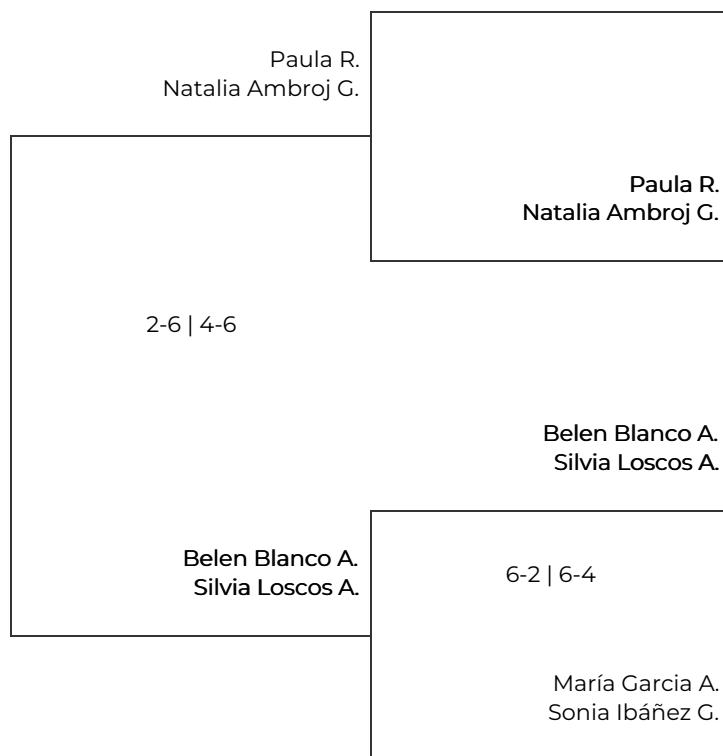 Paula R.
Natalia Ambroj G.
Paula R.
Natalia Ambroj G.
2-6 | 4-6
Belen Blanco A.
Silvia Loscos A.
Belen Blanco A.
Silvia Loscos A.
6-2 | 6-4
María Garcia A.
Sonia Ibáñez G.